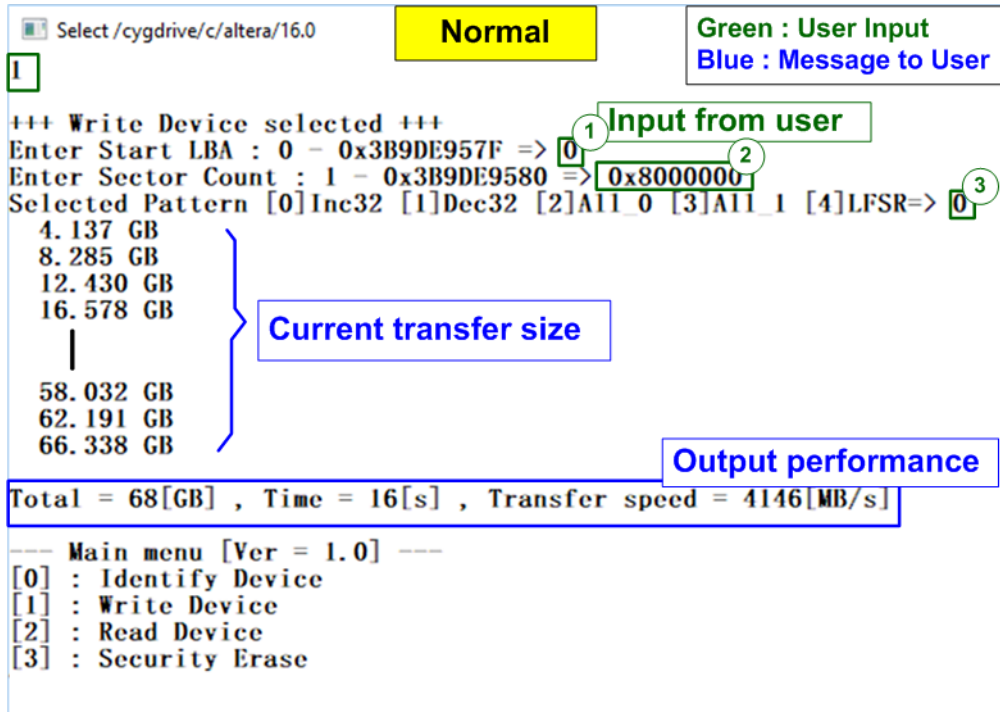 Select /cygdrive/c/altera/16.0
Normal
Green : User Input
Blue : Message to User
1
+++ Write Device selected +++
Input from user
Enter Start LBA : 0 - 0x3B9DE957F => 0
1
Enter Sector Count : 1 - 0x3B9DE9580 => 0x8000000
2
Selected Pattern [0]Inc32 [1]Dec32 [2]All_0 [3]All_1 [4]LFSR=> 0
3
4.137 GB
8.285 GB
12.430 GB
16.578 GB
Current transfer size
58.032 GB
62.191 GB
66.338 GB
Output performance
Total = 68[GB] , Time = 16[s] , Transfer speed = 4146[MB/s]
--- Main menu [Ver = 1.0] ---
[0] : Identify Device
[1] : Write Device
[2] : Read Device
[3] : Security Erase